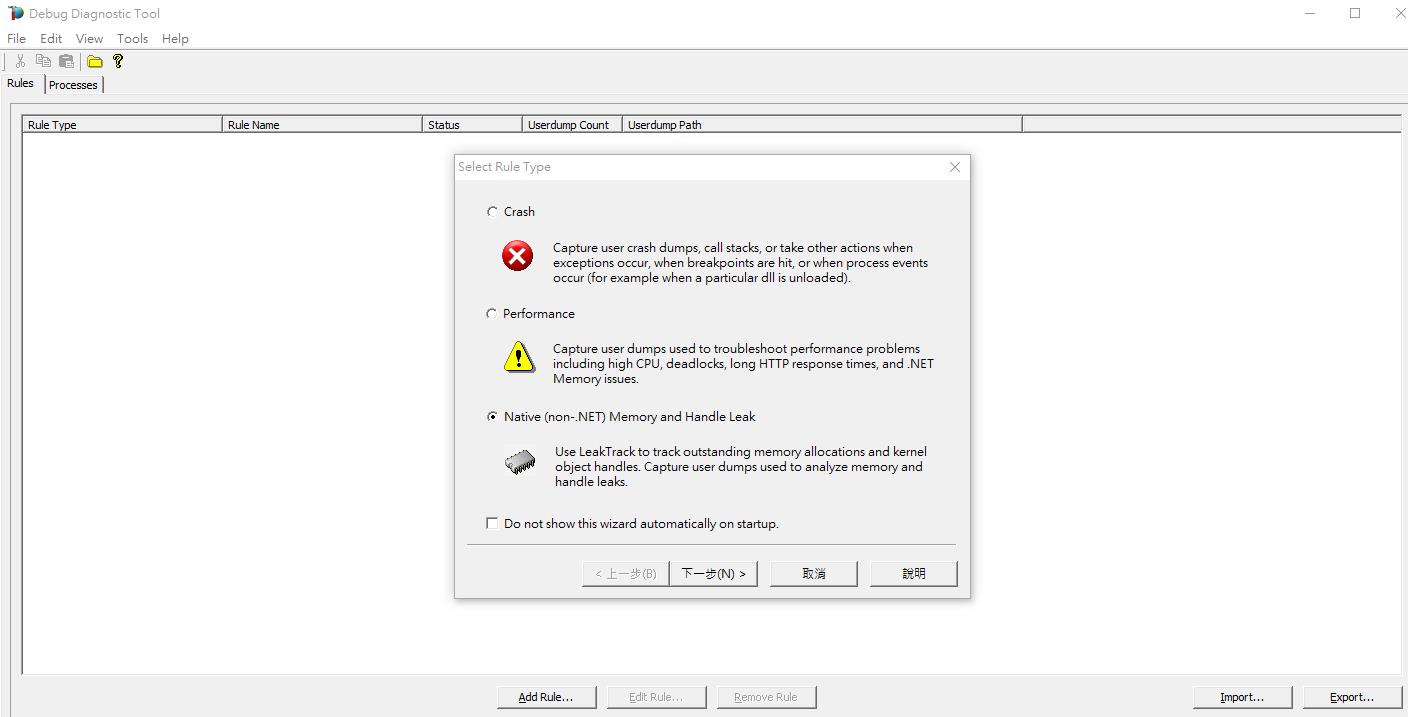 Debug Diagnostic Tool
File Edit View Tools Help
Rules Processes
Rule Type Rule Name Status Userdump Count Userdump Path
Select Rule Type
Crash
Capture user crash dumps, call stacks, or take other actions when
exceptions occur, when breakpoints are hit, or when process events
occur (for example when a particular dll is unloaded).
Performance
Capture user dumps used to troubleshoot performance problems
including high CPU, deadlocks, long HTTP response times, and .NET
Memory issues.
Native (non-.NET) Memory and Handle Leak
Use LeakTrack to track outstanding memory allocations and kernel
object handles. Capture user dumps used to analyze memory and
handle leaks.
Do not show this wizard automatically on startup.
< 上一步(B) 下一步(N) > 取消 說明
Add Rule... Edit Rule... Remove Rule Import... Export...